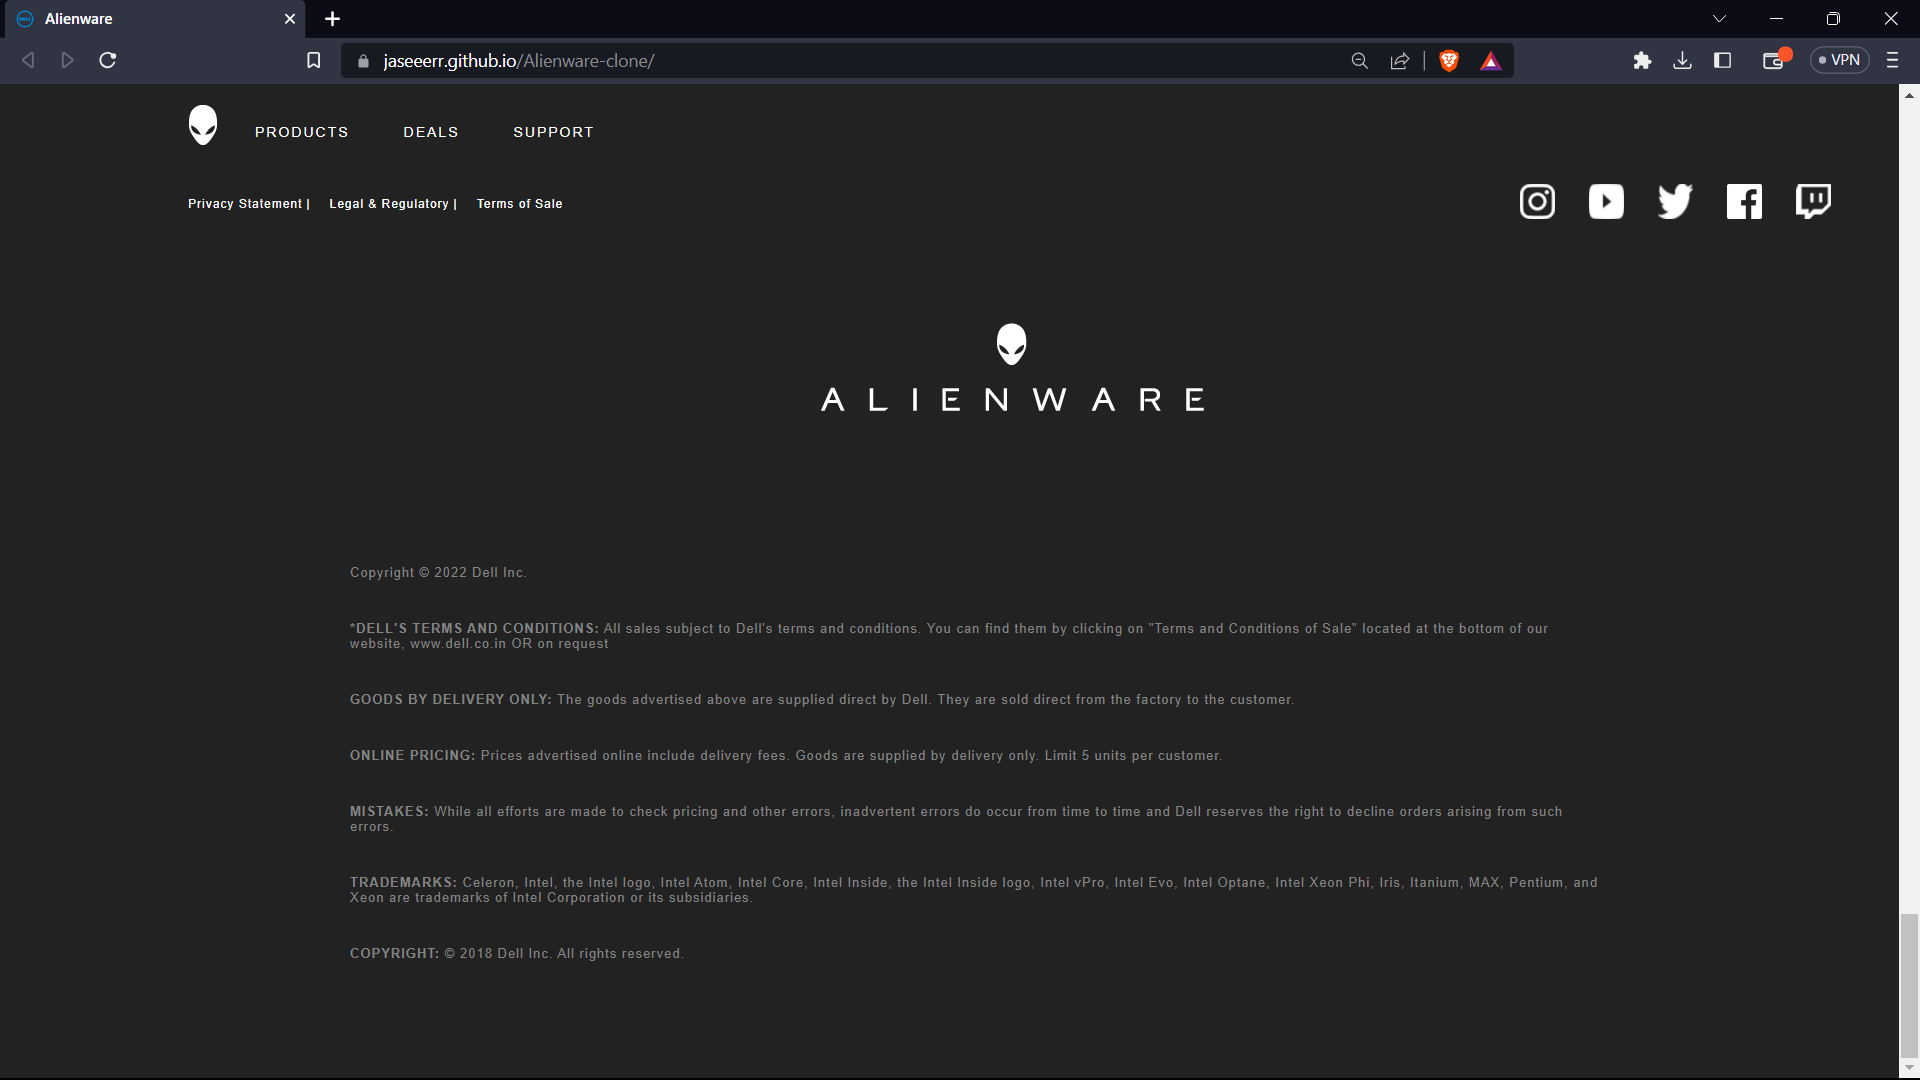 Alienware
jaseeerr.github.io/Alienware-clone/
VPN
PRODUCTS DEALS SUPPORT
Privacy Statement | Legal & Regulatory | Terms of Sale
ALIENWARE
Copyright © 2022 Dell Inc.
*DELL'S TERMS AND CONDITIONS: All sales subject to Dell's terms and conditions. You can find them by clicking on "Terms and Conditions of Sale" located at the bottom of our
website, www.dell.co.in OR on request
GOODS BY DELIVERY ONLY: The goods advertised above are supplied direct by Dell. They are sold direct from the factory to the customer.
ONLINE PRICING: Prices advertised online include delivery fees. Goods are supplied by delivery only. Limit 5 units per customer.
MISTAKES: While all efforts are made to check pricing and other errors, inadvertent errors do occur from time to time and Dell reserves the right to decline orders arising from such
errors.
TRADEMARKS: Celeron, Intel, the Intel logo, Intel Atom, Intel Core, Intel Inside, the Intel Inside logo, Intel vPro, Intel Evo, Intel Optane, Intel Xeon Phi, Iris, Itanium, MAX, Pentium, and
Xeon are trademarks of Intel Corporation or its subsidiaries.
COPYRIGHT: © 2018 Dell Inc. All rights reserved.